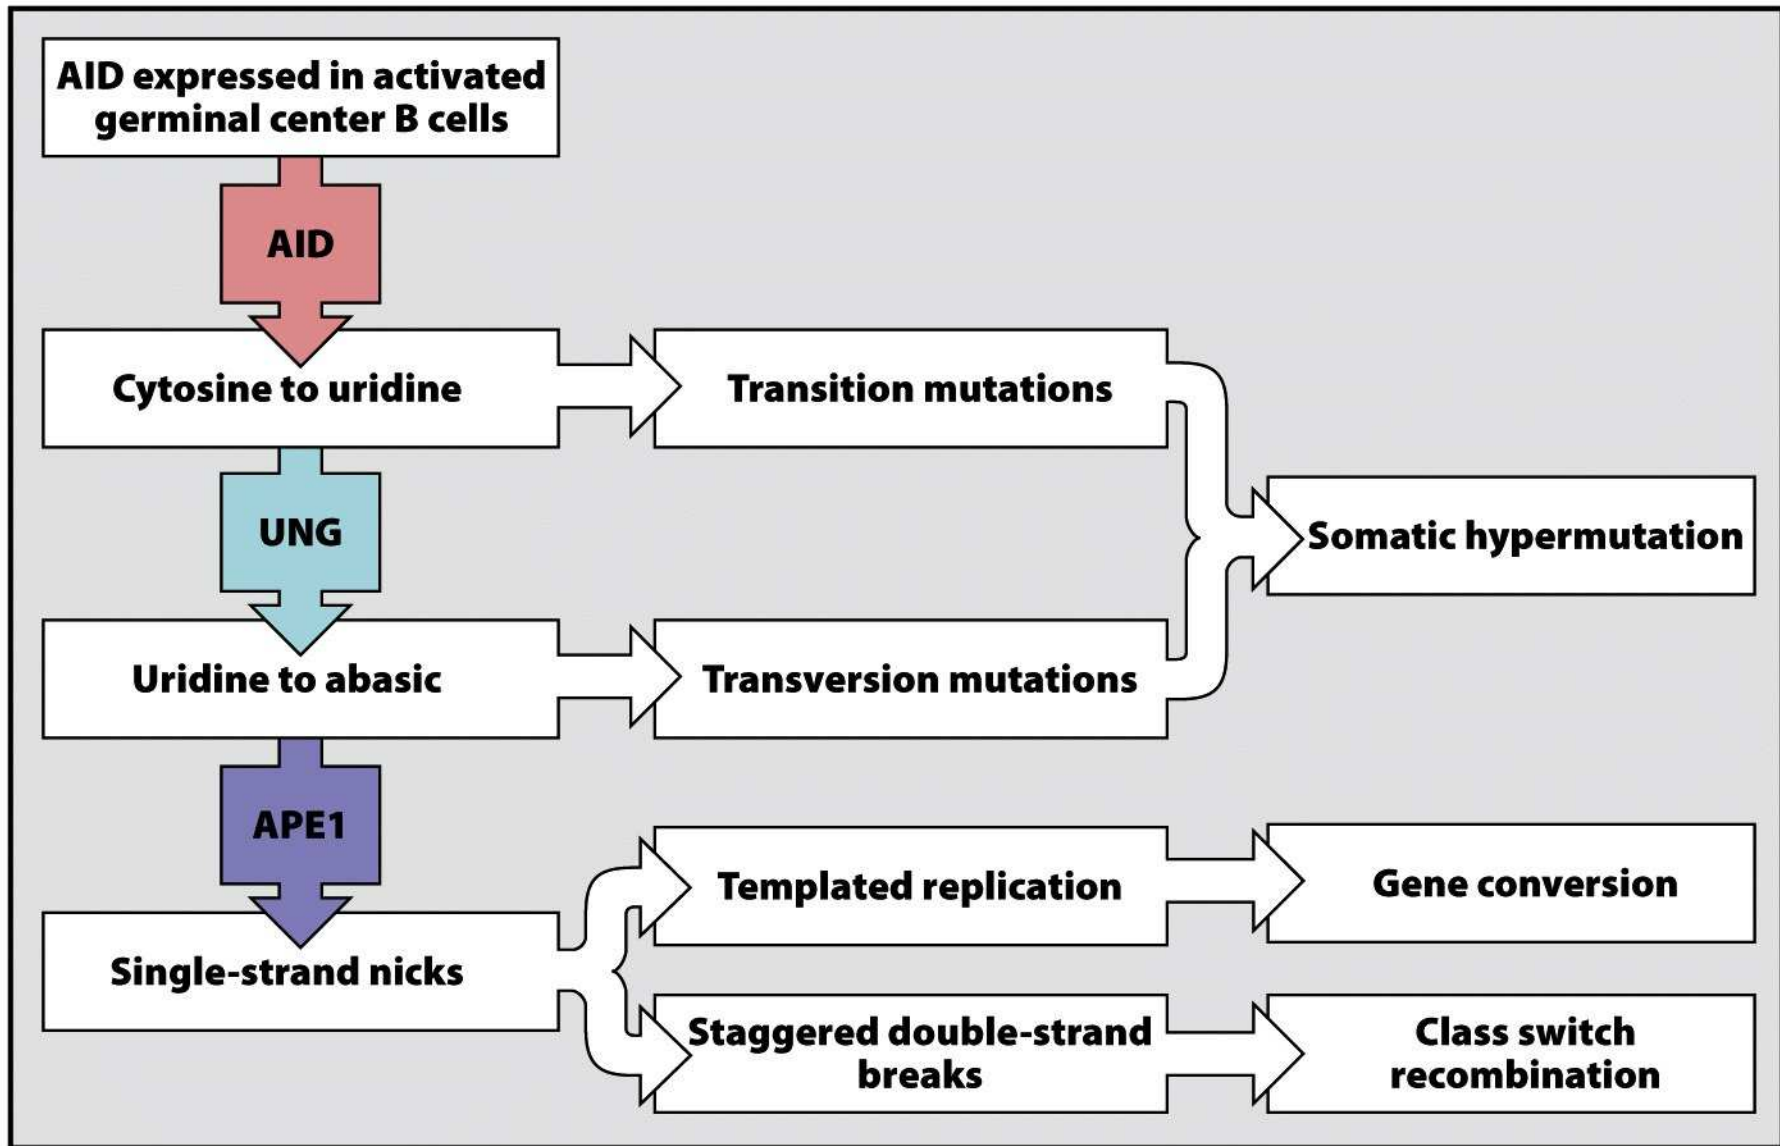 AID expressed in activated
germinal center B cells
AID
Cytosine to uridine
Transition mutations
UNG
Somatic hypermutation
Uridine to abasic
Transversion mutations
APE1
Templated replication
Gene conversion
Single-strand nicks
Staggered double-strand
breaks
Class switch
recombination